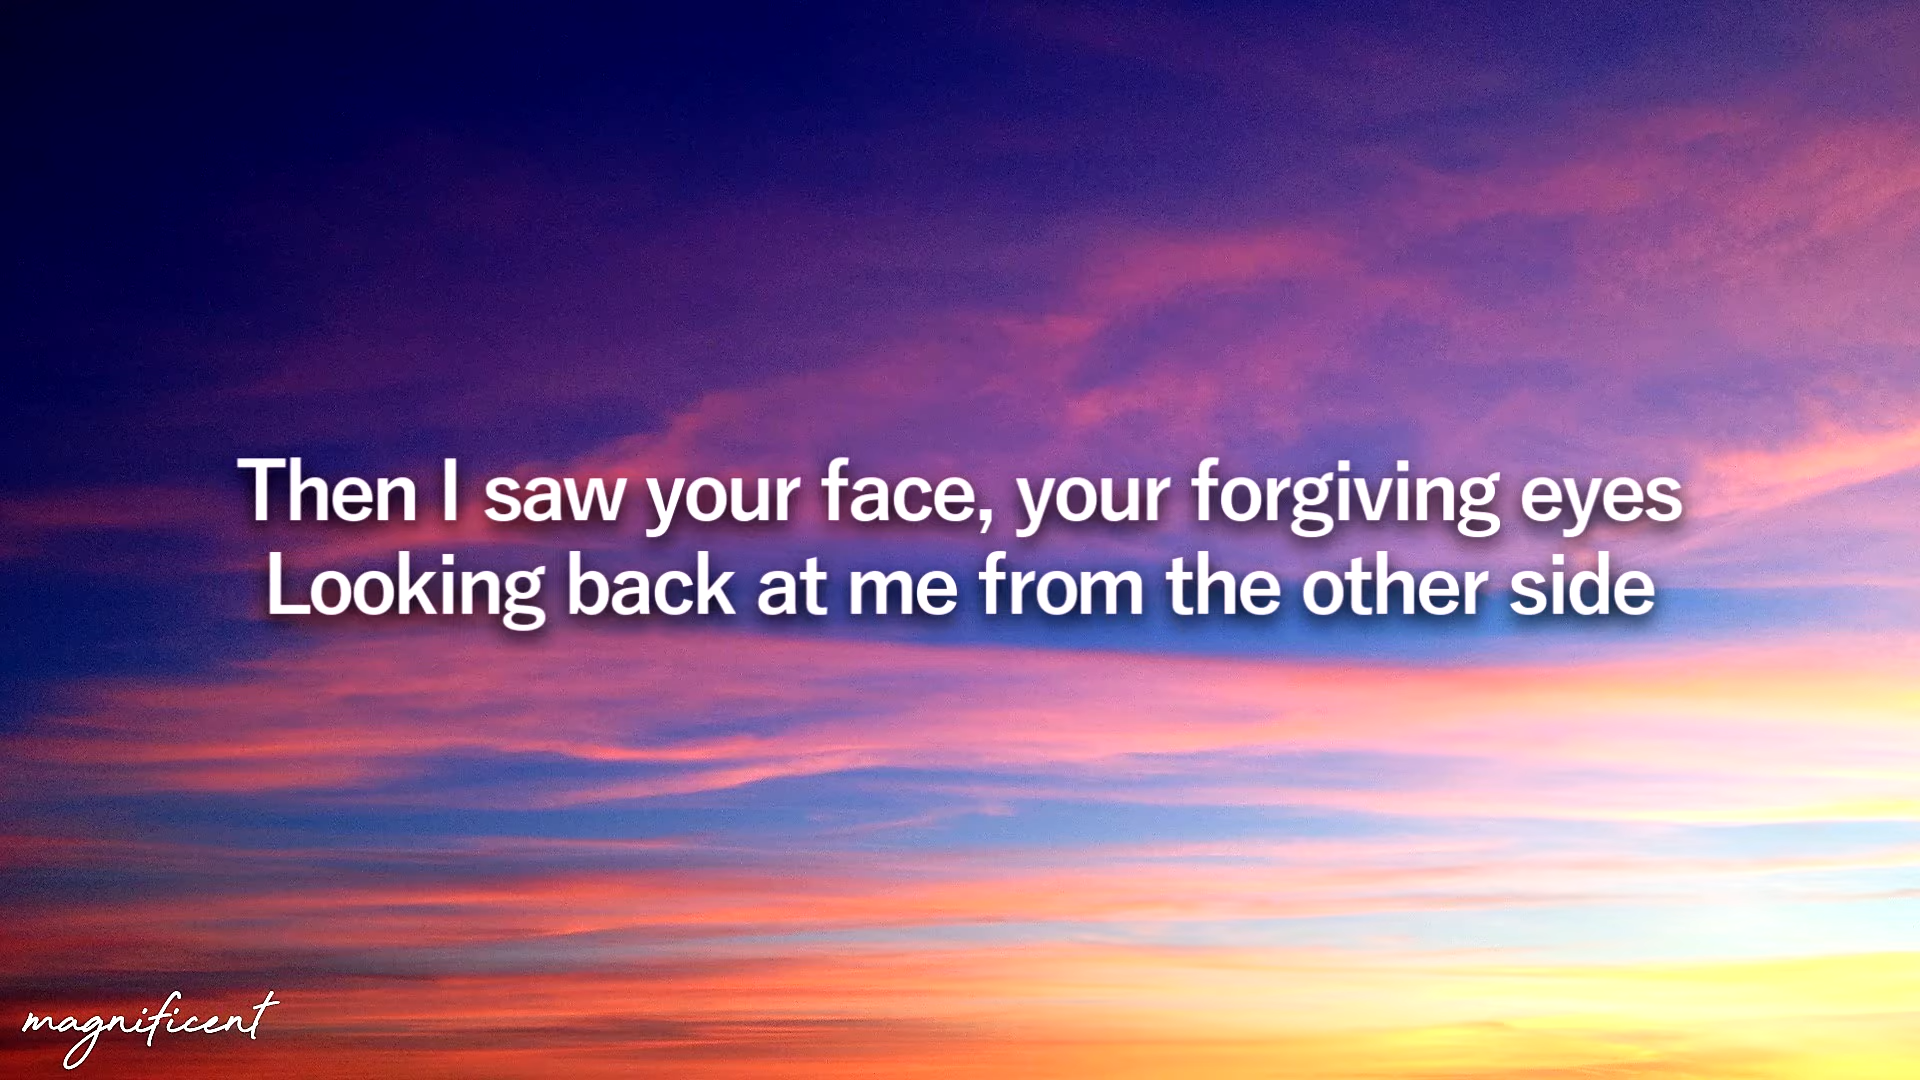 Then I saw your face, your forgiving eyes
Looking back at me from the other side
magnificent